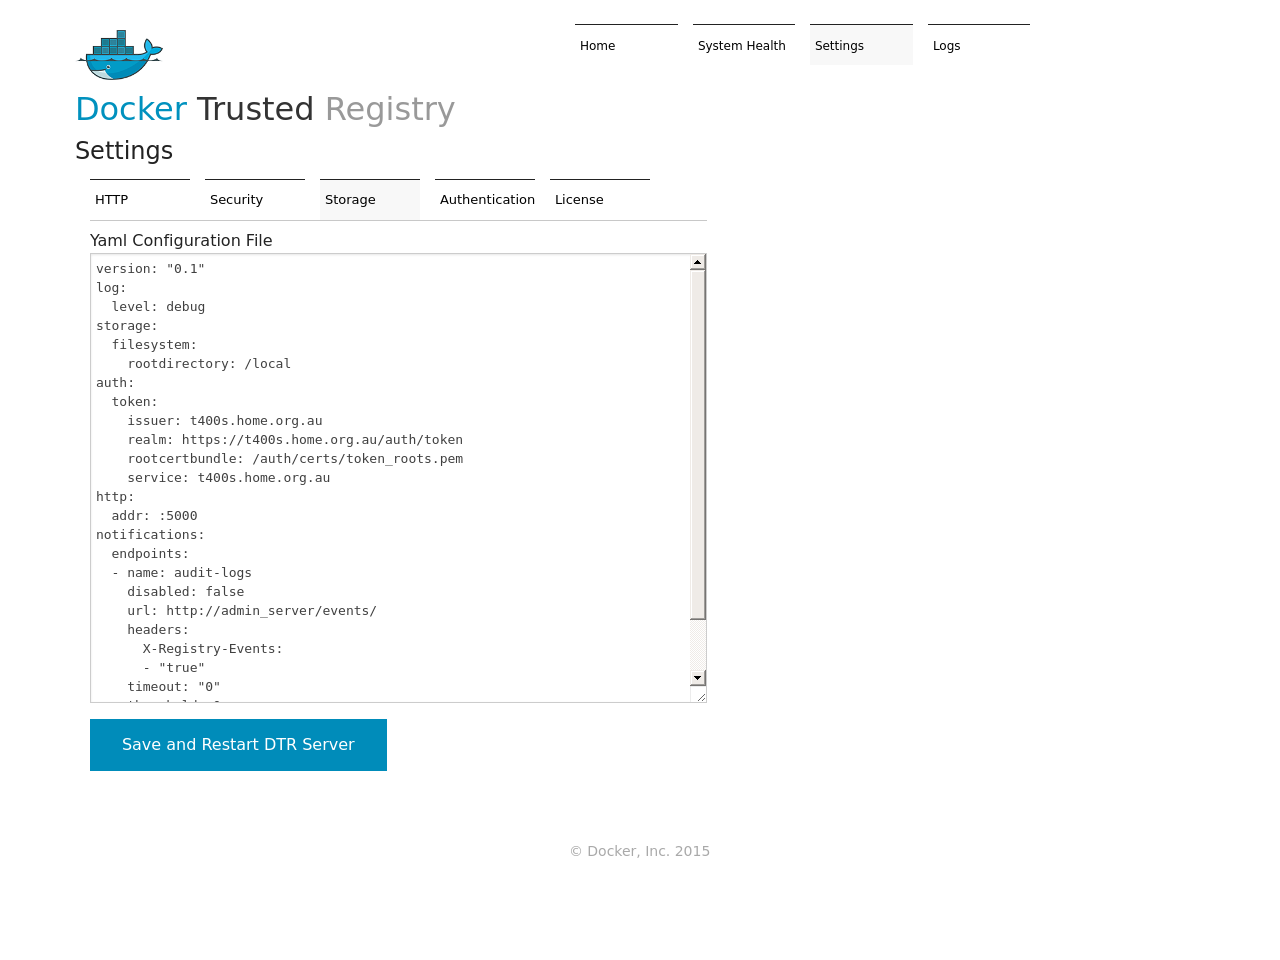 Home
System Health
Settings
Logs
Docker Trusted Registry
Settings
HTTP
Security
Storage
Authentication
License
Yaml Configuration File
version: "0.1"
log:
  level: debug
storage:
  filesystem:
    rootdirectory: /local
auth:
  token:
    issuer: t400s.home.org.au
    realm: https://t400s.home.org.au/auth/token
    rootcertbundle: /auth/certs/token_roots.pem
    service: t400s.home.org.au
http:
  addr: :5000
notifications:
  endpoints:
  - name: audit-logs
    disabled: false
    url: http://admin_server/events/
    headers:
      X-Registry-Events:
      - "true"
    timeout: "0"
Save and Restart DTR Server
© Docker, Inc. 2015